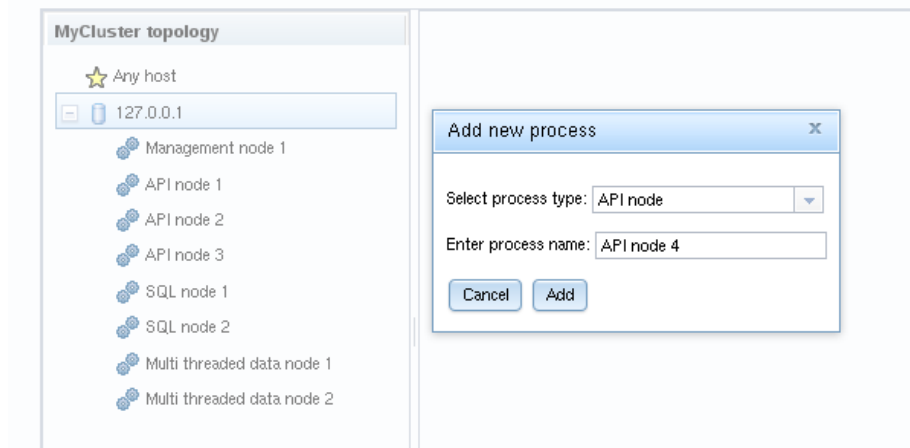 MyCluster topology
Any host
127.0.0.1
Management node 1
API node 1
API node 2
API node 3
SQL node 1
SQL node 2
Multi threaded data node 1
Multi threaded data node 2
Add new process x
Select process type: API node
Enter process name: API node 4
Cancel Add